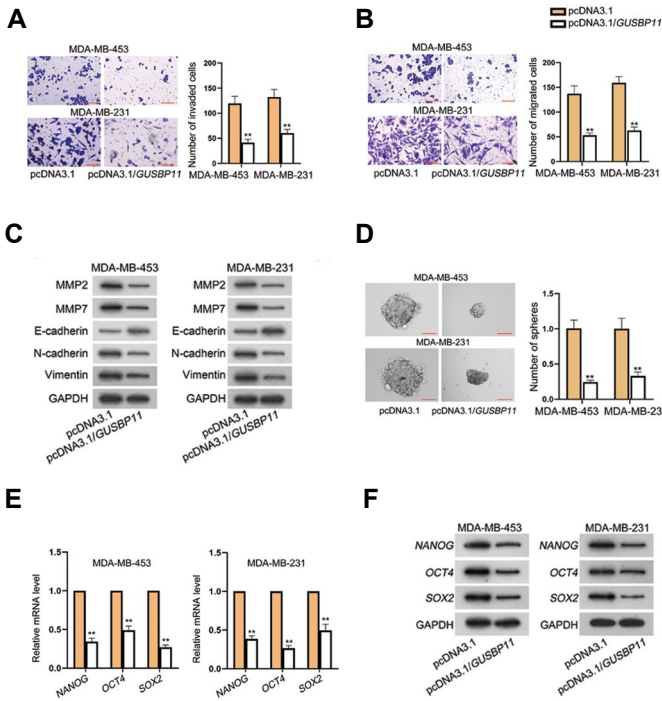 A
MDA-MB-453
MDA-MB-231
pcDNA3.1
pcDNA3.1/GUSBP11
Number of invaded cells
200
150
100
50
0
**
**
MDA-MB-453
MDA-MB-231
B
pcDNA3.1
pcDNA3.1/GUSBP11
MDA-MB-453
MDA-MB-231
pcDNA3.1
pcDNA3.1/GUSBP11
Number of migrated cells
200
150
100
50
0
**
**
MDA-MB-453
MDA-MB-231
C
MDA-MB-453
MMP2
MMP7
E-cadherin
N-cadherin
Vimentin
GAPDH
pcDNA3.1
pcDNA3.1/GUSBP11
MDA-MB-231
MMP2
MMP7
E-cadherin
N-cadherin
Vimentin
GAPDH
pcDNA3.1
pcDNA3.1/GUSBP11
D
MDA-MB-453
MDA-MB-231
pcDNA3.1
pcDNA3.1/GUSBP11
Number of spheres
1.5
1.0
0.5
0.0
**
**
MDA-MB-453
MDA-MB-23
E
MDA-MB-453
Relative mRNA level
1.5
1.0
0.5
0.0
**
**
**
NANOG
OCT4
SOX2
MDA-MB-231
Relative mRNA level
1.5
1.0
0.5
0.0
**
**
**
NANOG
OCT4
SOX2
F
MDA-MB-453
NANOG
OCT4
SOX2
GAPDH
pcDNA3.1
pcDNA3.1/GUSBP11
MDA-MB-231
NANOG
OCT4
SOX2
GAPDH
pcDNA3.1
pcDNA3.1/GUSBP11